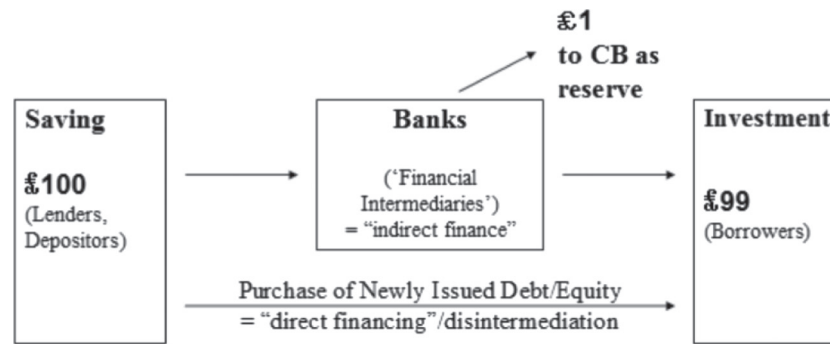 £1
to CB as
reserve
Saving
£100
(Lenders,
Depositors)
Banks
(‘Financial
Intermediaries’)
= “indirect finance”
Investment
£99
(Borrowers)
Purchase of Newly Issued Debt/Equity
= “direct financing”/disintermediation